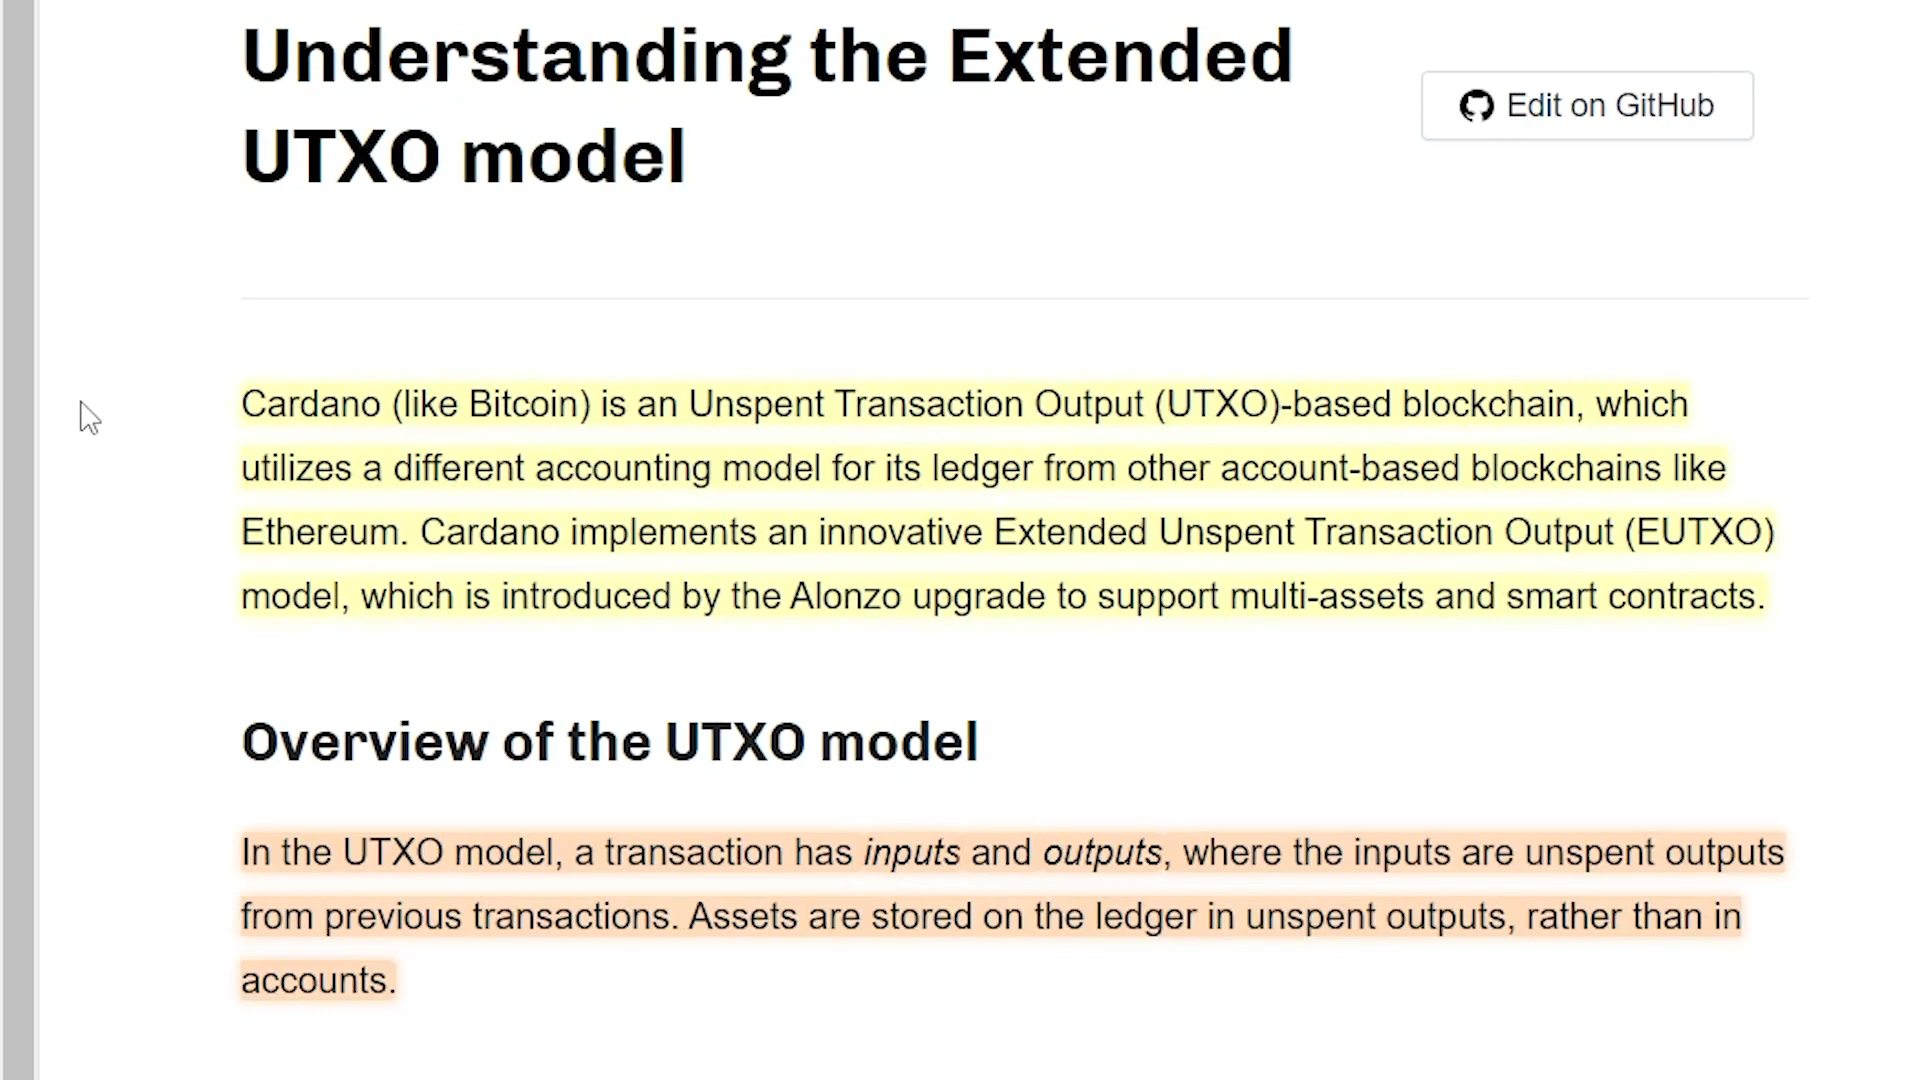 Understanding the Extended
UTXO model
Edit on GitHub
Cardano (like Bitcoin) is an Unspent Transaction Output (UTXO)-based blockchain, which
utilizes a different accounting model for its ledger from other account-based blockchains like
Ethereum. Cardano implements an innovative Extended Unspent Transaction Output (EUTXO)
model, which is introduced by the Alonzo upgrade to support multi-assets and smart contracts.
Overview of the UTXO model
In the UTXO model, a transaction has inputs and outputs, where the inputs are unspent outputs
from previous transactions. Assets are stored on the ledger in unspent outputs, rather than in
accounts.